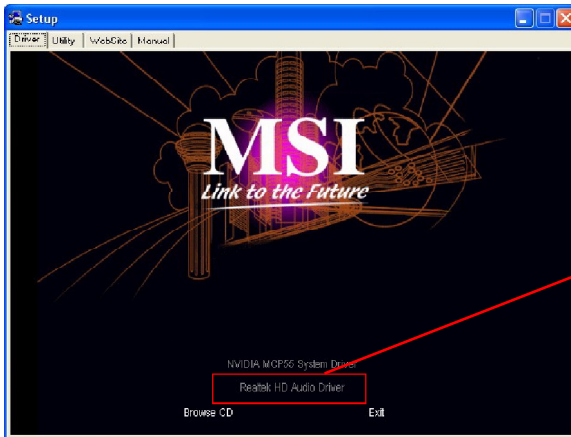 Setup
Driver Utility WebSite Manual
MSI
Link to the Future
NVIDIA MCP55 System Driver
Realtek HD Audio Driver
Browse CD Exit